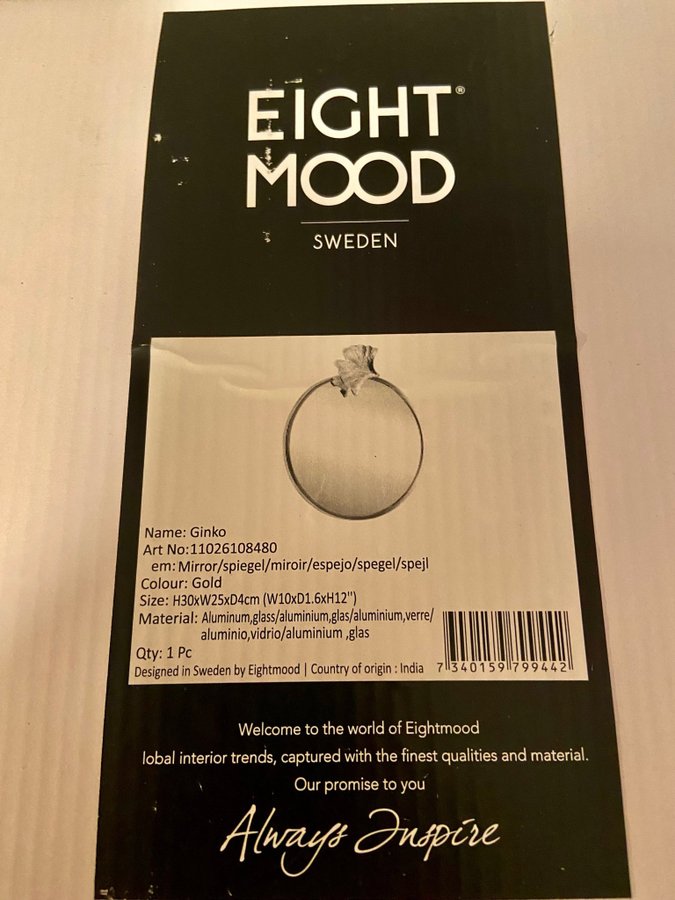 EIGHT®
MOOD
SWEDEN
Name: Ginko
Art No:11026108480
em: Mirror/spiegel/miroir/espejo/spegel/spejl
Colour: Gold
Size: H30xW25xD4cm (W10xD1.6xH12'')
Material: Aluminum,glass/aluminium,glas/aluminium,verre/
aluminio,vidrio/aluminium ,glas
Qty: 1 Pc
Designed in Sweden by Eightmood | Country of origin : India
7 340159 799442
Welcome to the world of Eightmood
lobal interior trends, captured with the finest qualities and material.
Our promise to you
Always Inspire